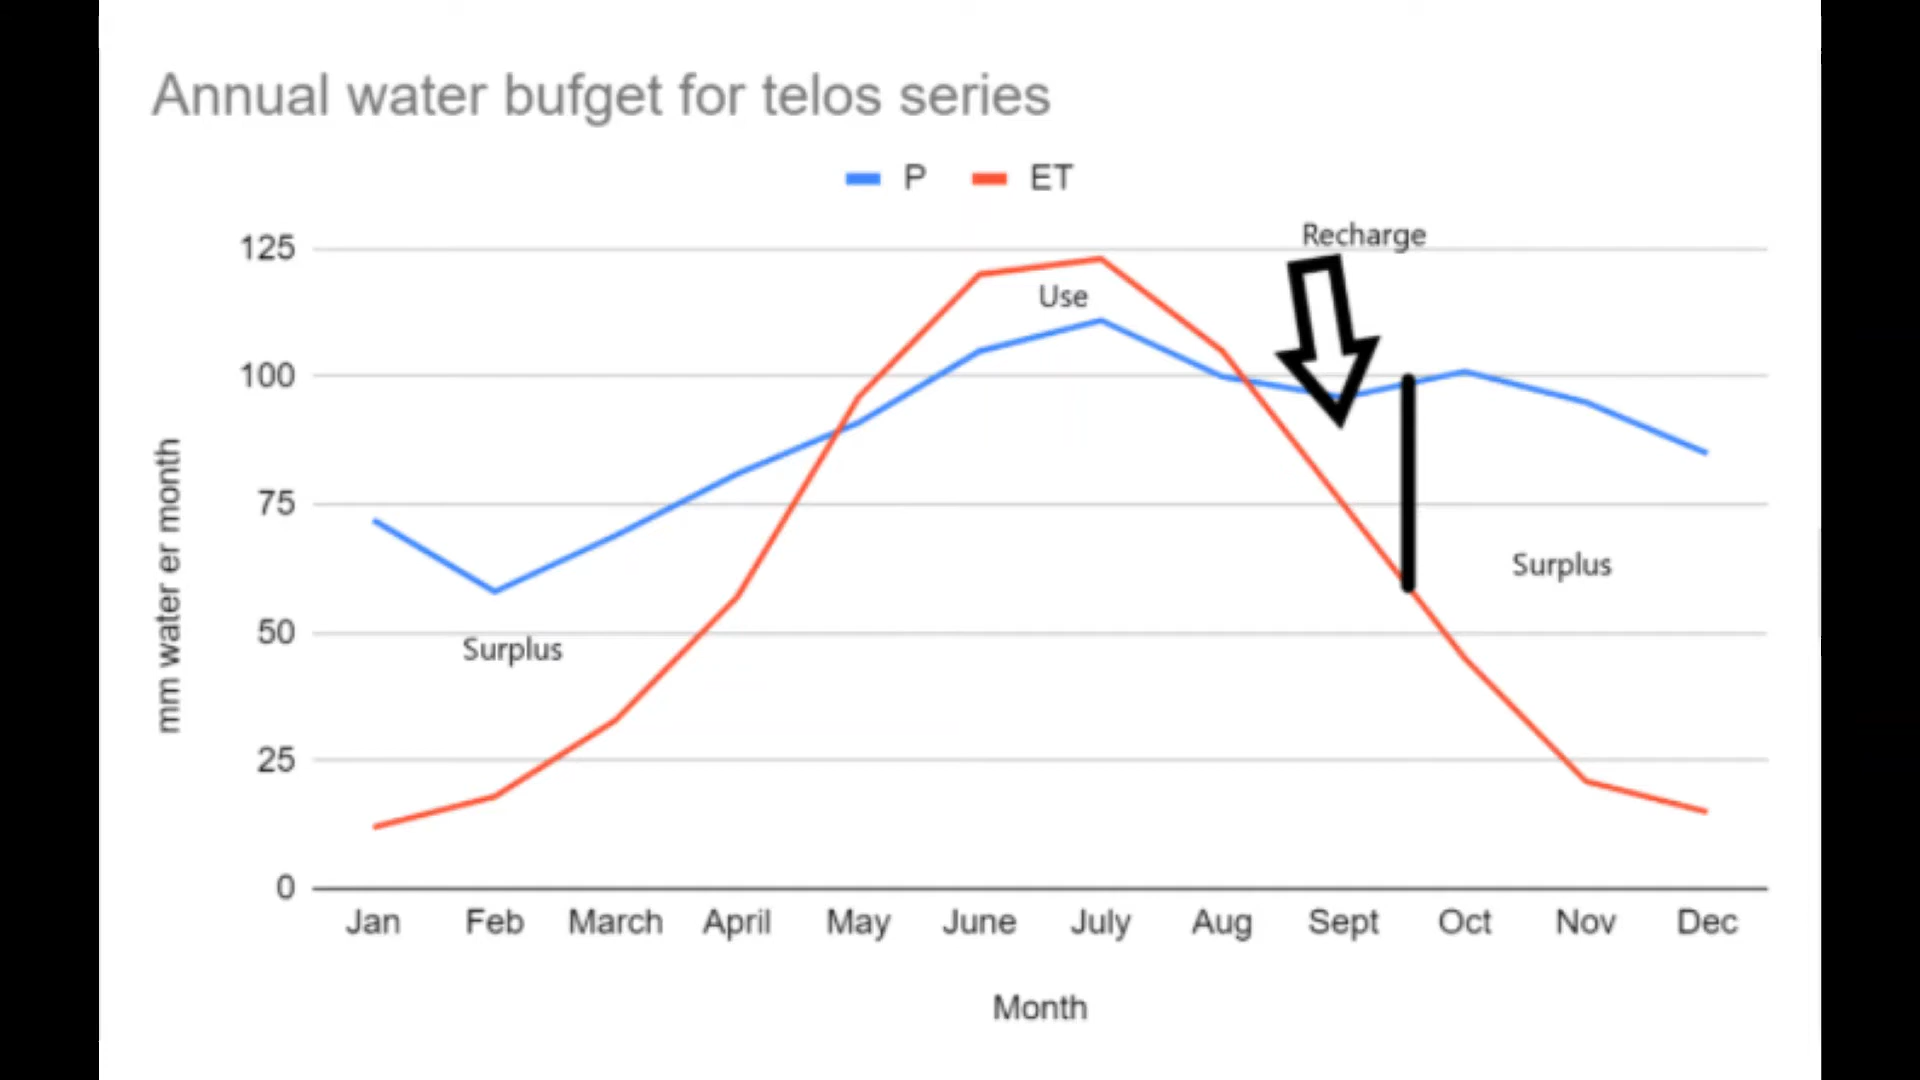 Annual water bufget for telos series
P ET
Recharge
125
Use
100
75
Surplus
50
Surplus
25
0
mm water er month
Jan Feb March April May June July Aug Sept Oct Nov Dec
Month